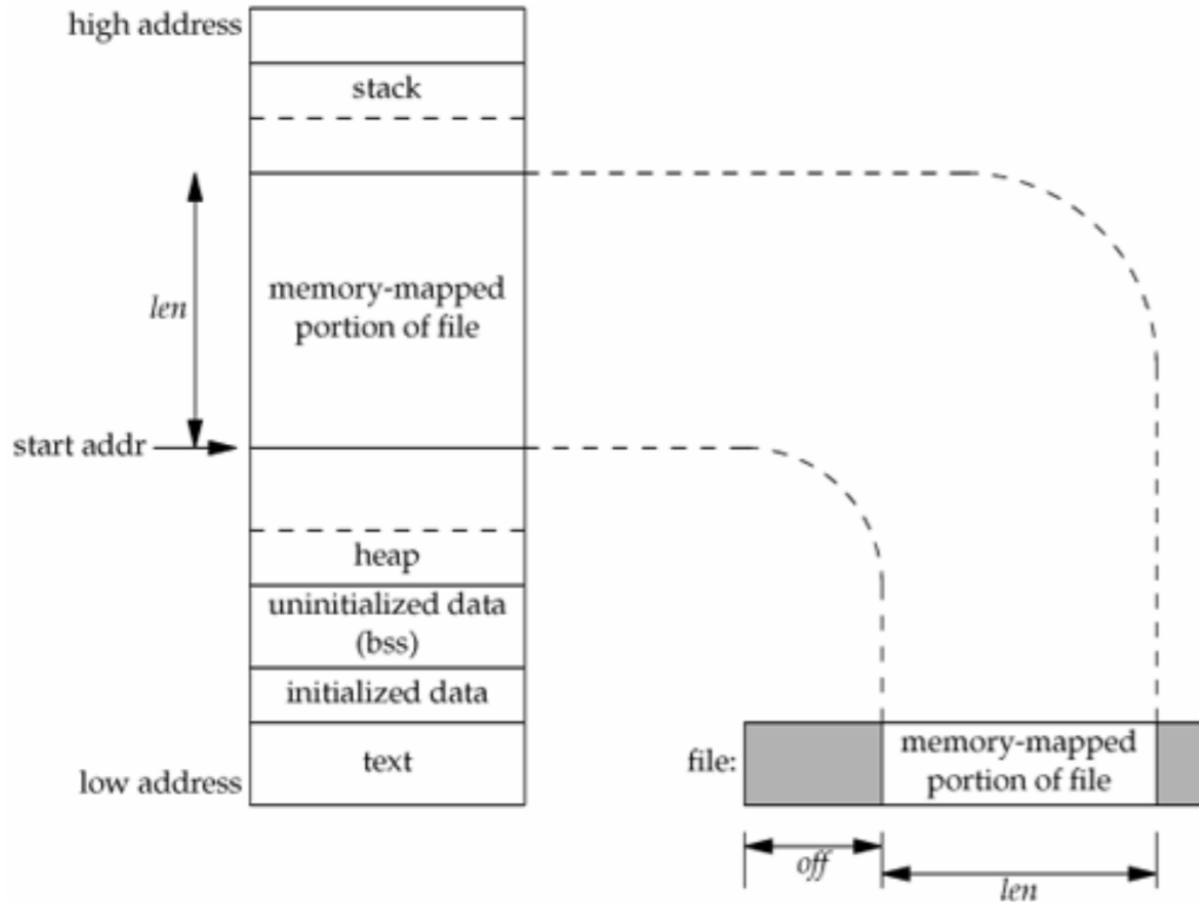 high address
stack
memory-mapped
portion of file
len
start addr
heap
uninitialized data
(bss)
initialized data
text
low address
file:
memory-mapped
portion of file
off
len